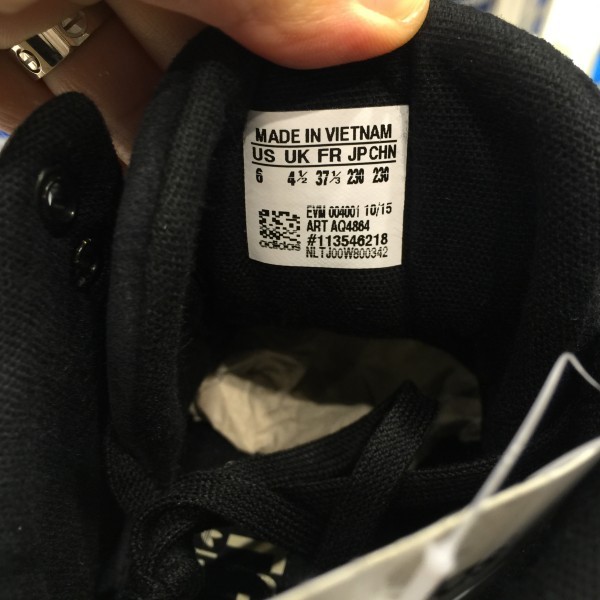 MADE IN VIETNAM
US UK FR JP CHN
6 4½ 37⅓ 230 230
EVM 004001 10/15
ART AQ4864
#113546218
adidas
NLTJ00W800342